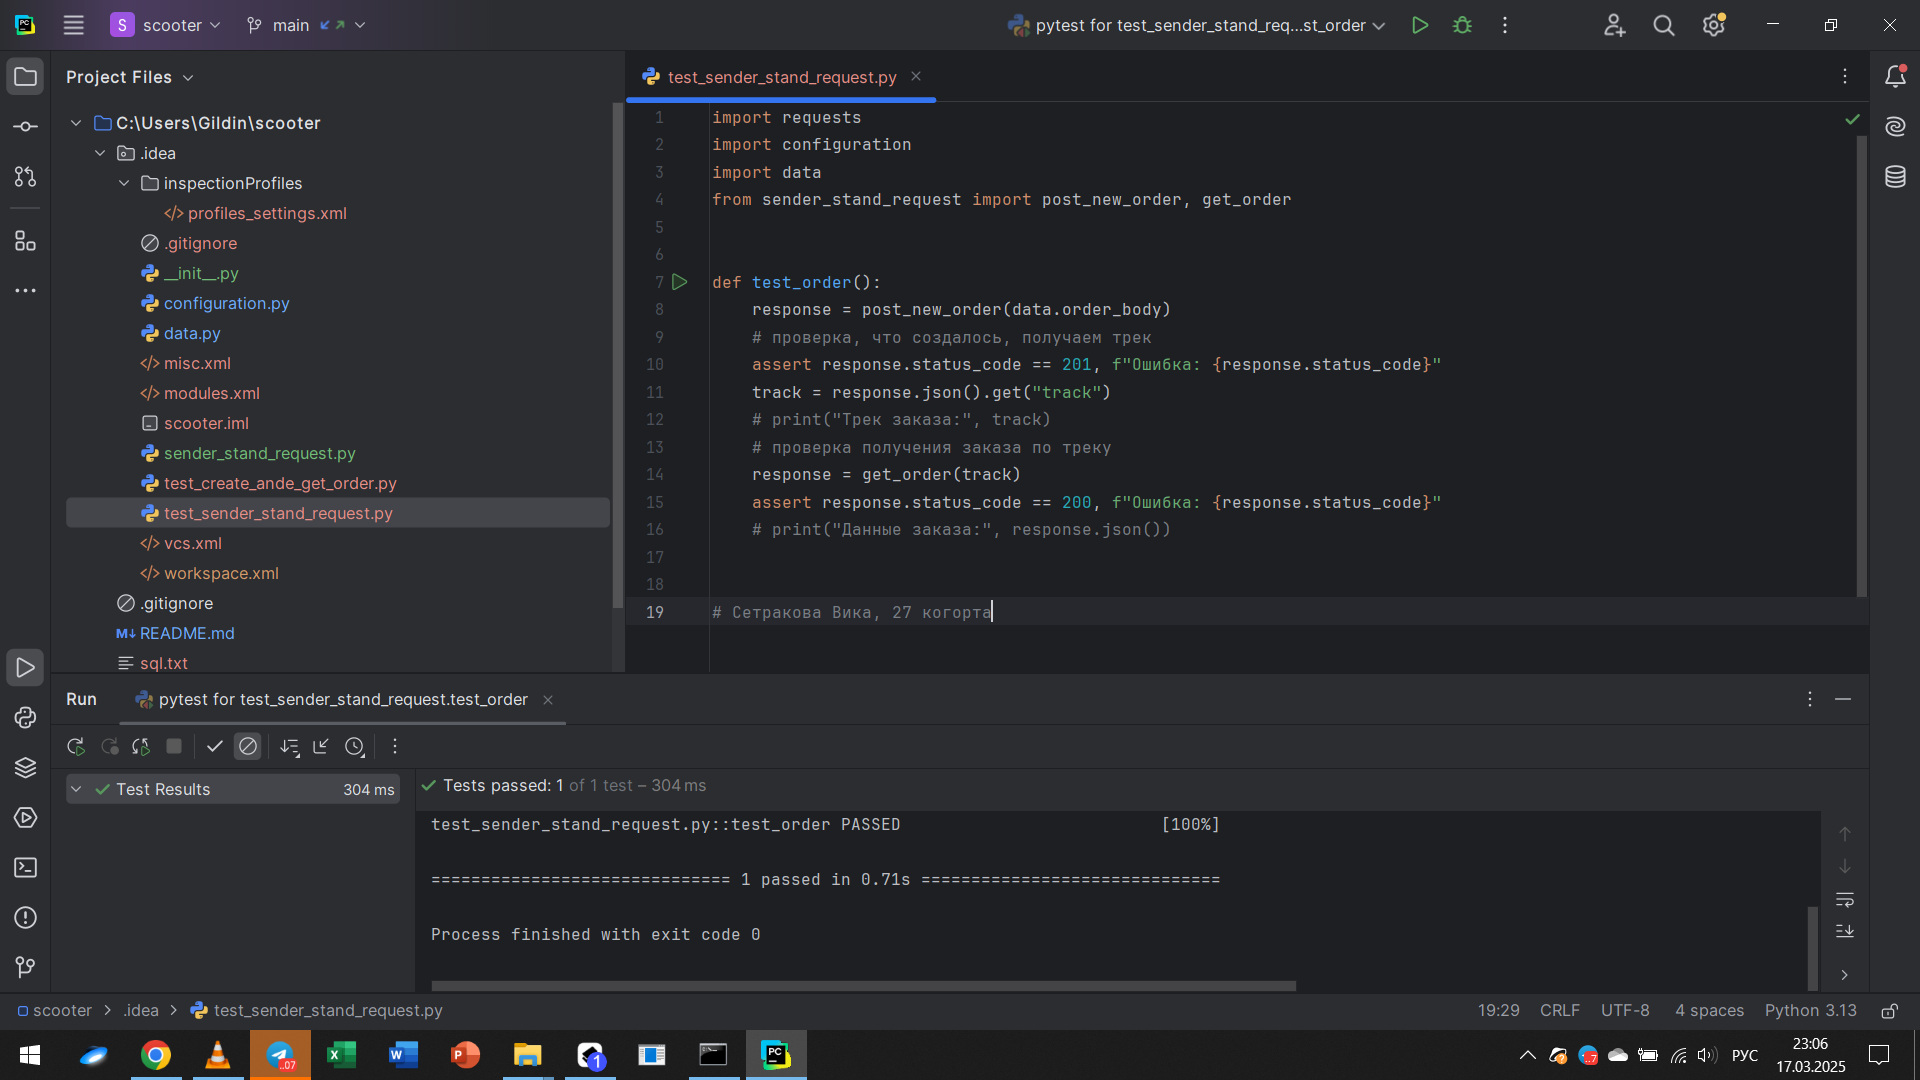 S scooter
main
pytest for test_sender_stand_req...st_order
Project Files
C:\Users\Gildin\scooter
.idea
inspectionProfiles
</> profiles_settings.xml
.gitignore
__init__.py
configuration.py
data.py
</> misc.xml
</> modules.xml
scooter.iml
sender_stand_request.py
test_create_ande_get_order.py
test_sender_stand_request.py
</> vcs.xml
</> workspace.xml
.gitignore
M↓ README.md
sql.txt
test_sender_stand_request.py
1 import requests
2 import configuration
3 import data
4 from sender_stand_request import post_new_order, get_order
5
6
7 def test_order():
8 response = post_new_order(data.order_body)
9 # проверка, что создалось, получаем трек
10 assert response.status_code == 201, f"Ошибка: {response.status_code}"
11 track = response.json().get("track")
12 # print("Трек заказа:", track)
13 # проверка получения заказа по треку
14 response = get_order(track)
15 assert response.status_code == 200, f"Ошибка: {response.status_code}"
16 # print("Данные заказа:", response.json())
17
18
19 # Сетракова Вика, 27 когорта
Run
pytest for test_sender_stand_request.test_order
Test Results 304 ms
Tests passed: 1 of 1 test – 304 ms
test_sender_stand_request.py::test_order PASSED [100%]
============================== 1 passed in 0.71s ==============================
Process finished with exit code 0
scooter > .idea > test_sender_stand_request.py
19:29 CRLF UTF-8 4 spaces Python 3.13
РУС
23:06
17.03.2025